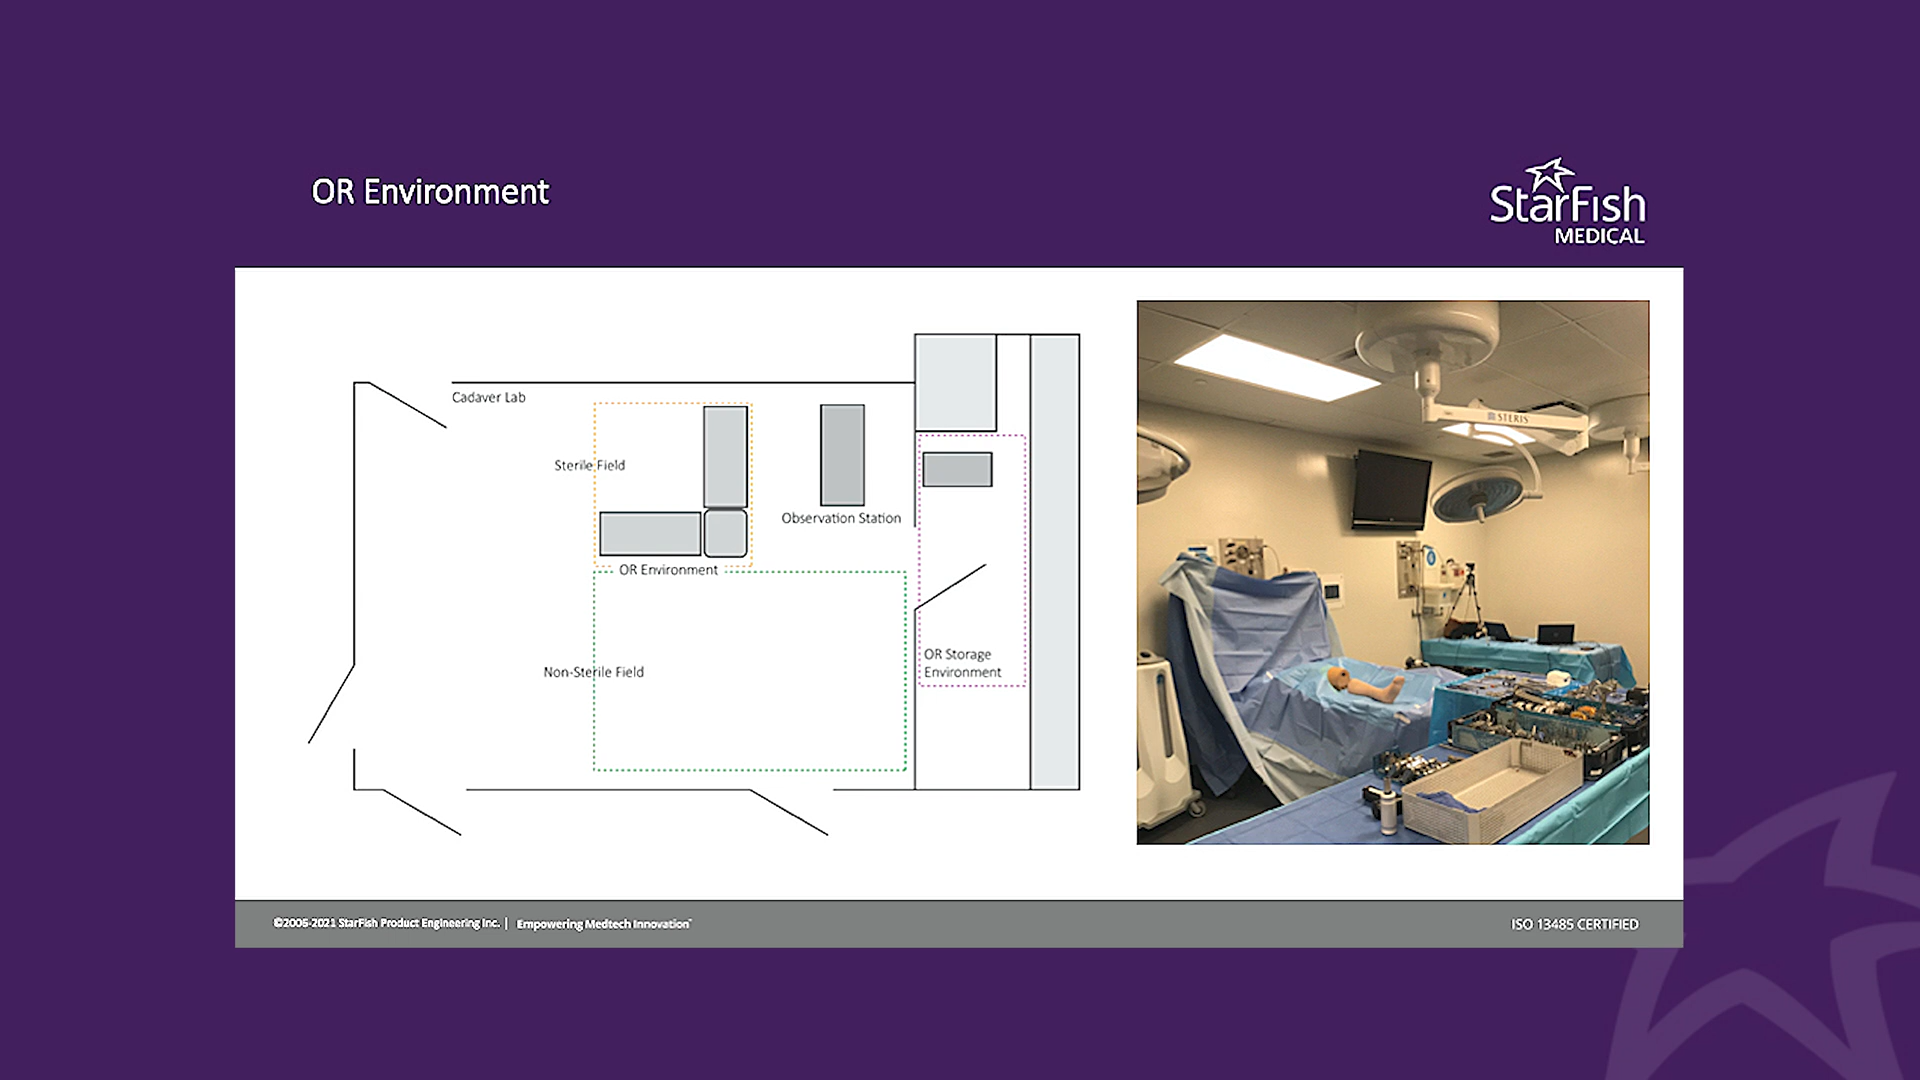 OR Environment
StarFish
MEDICAL
Cadaver Lab
Sterile Field
Observation Station
OR Environment
Non-Sterile Field
OR Storage
Environment
STERIS
©2006-2021 StarFish Product Engineering Inc. | Empowering Medtech Innovation™
ISO 13485 CERTIFIED